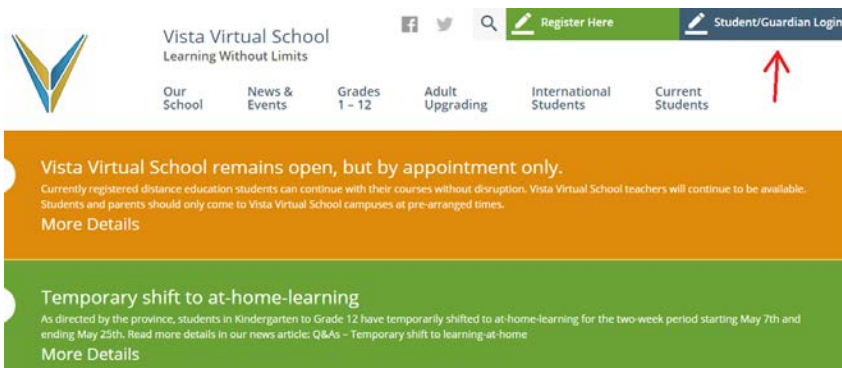 Vista Virtual School
Learning Without Limits
Register Here
Student/Guardian Login
Our School
News & Events
Grades 1 – 12
Adult Upgrading
International Students
Current Students
Vista Virtual School remains open, but by appointment only.
Currently registered distance education students can continue with their courses without disruption. Vista Virtual School teachers will continue to be available.
Students and parents should only come to Vista Virtual School campuses at pre-arranged times.
More Details
Temporary shift to at-home-learning
As directed by the province, students in Kindergarten to Grade 12 have temporarily shifted to at-home-learning for the two-week period starting May 7th and
ending May 25th. Read more details in our news article: Q&As – Temporary shift to learning-at-home
More Details